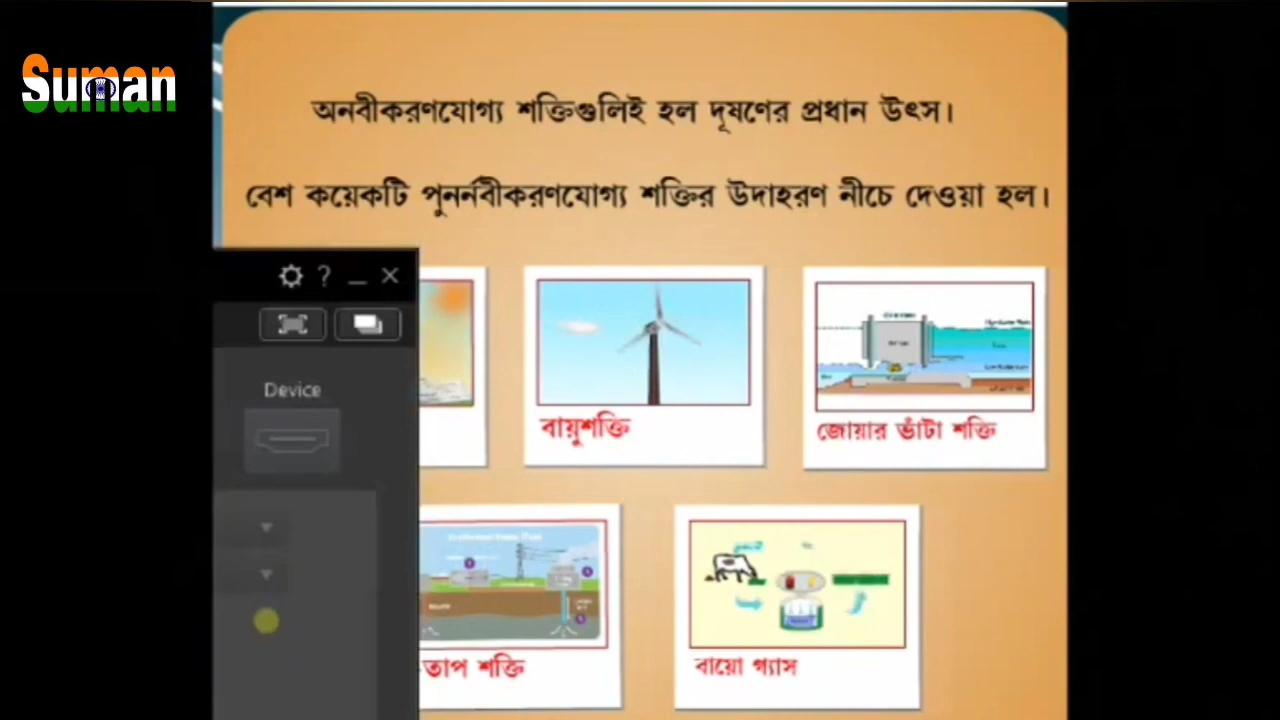 Suman
অনবীকরণযোগ্য শক্তিগুলিই হল দূষণের প্রধান উৎস।
বেশ কয়েকটি পুনর্নবীকরণযোগ্য শক্তির উদাহরণ নীচে দেওয়া হল।
?
Device
বায়ুশক্তি
জোয়ার ভাঁটা শক্তি
তাপ শক্তি
বায়ো গ্যাস